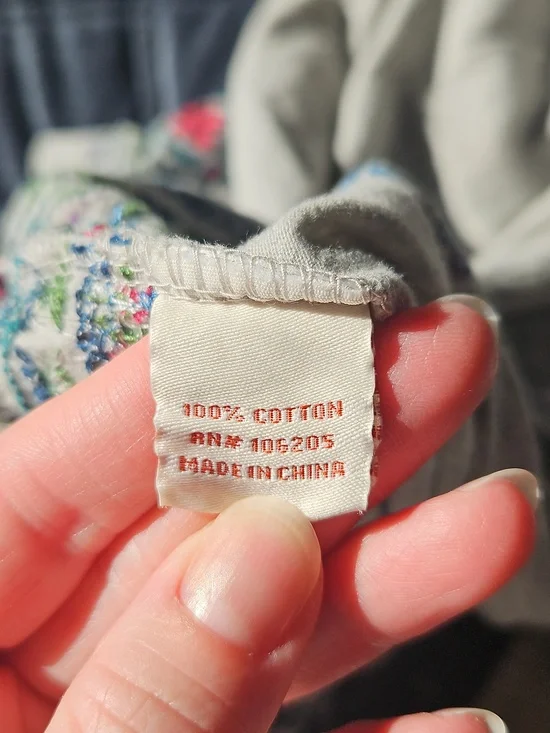 100% COTTON
RN# 106205
MADE IN CHINA